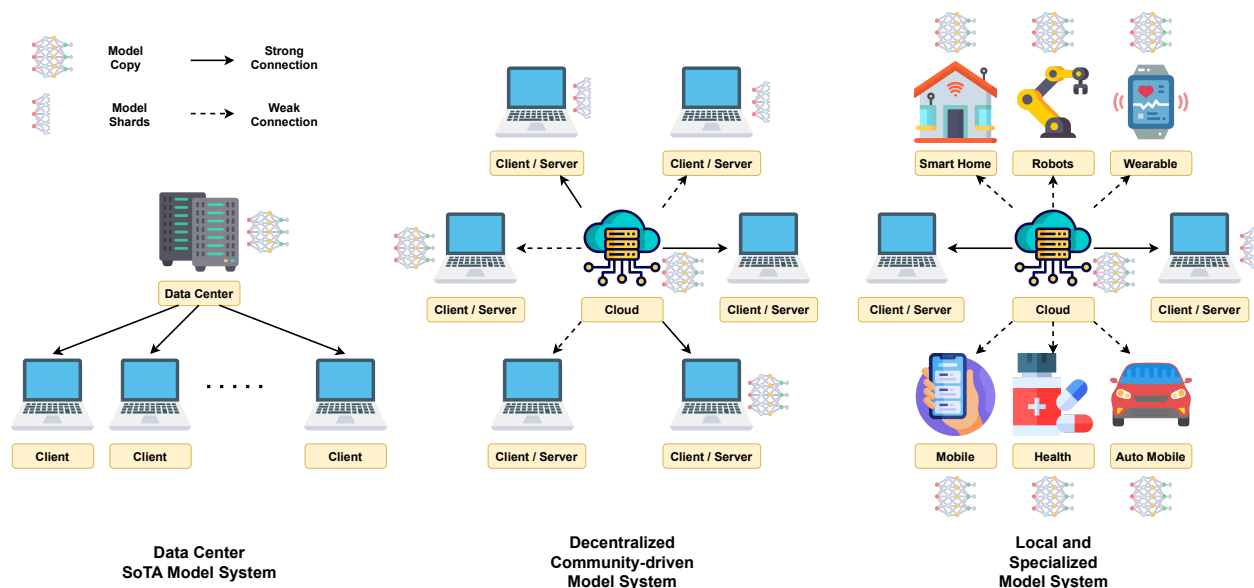 Model
Copy
Strong
Connection
Model
Shards
Weak
Connection
Data Center
Client
Client
. . . . .
Client
Data Center
SoTA Model System
Client / Server
Client / Server
Client / Server
Cloud
Client / Server
Client / Server
Client / Server
Decentralized
Community-driven
Model System
Smart Home
Robots
Wearable
Client / Server
Cloud
Client / Server
Mobile
Health
Auto Mobile
Local and
Specialized
Model System